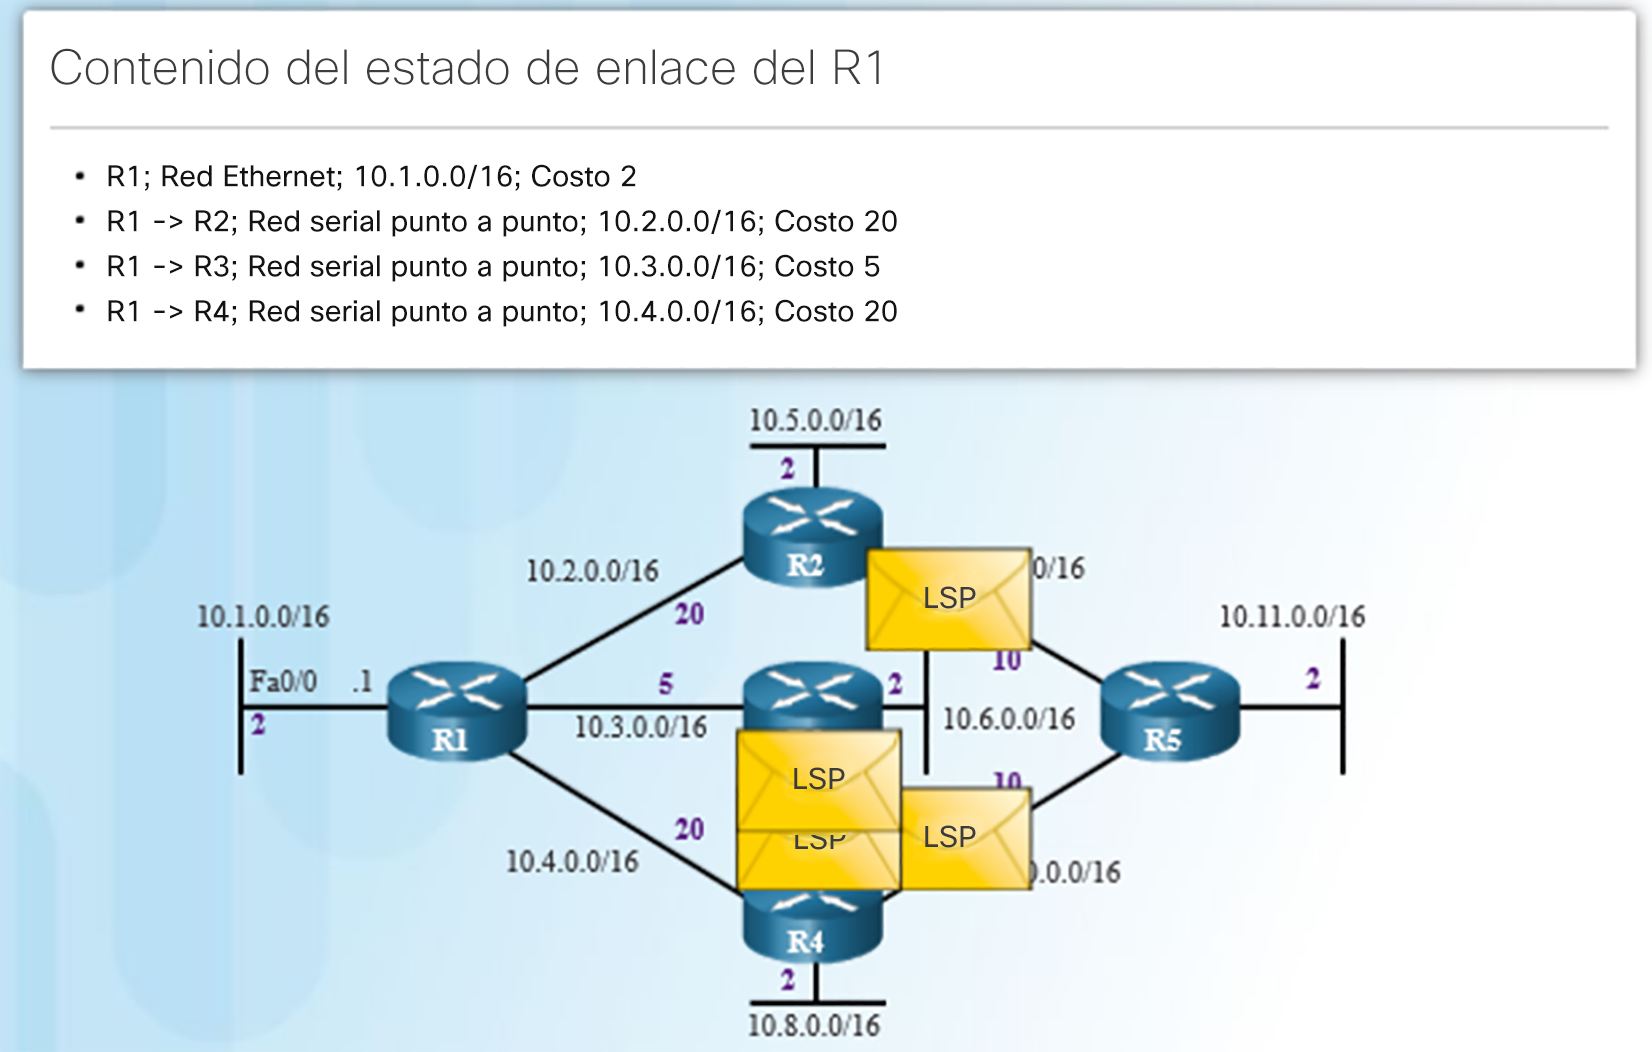 Contenido del estado de enlace del R1
• R1; Red Ethernet; 10.1.0.0/16; Costo 2
• R1 -> R2; Red serial punto a punto; 10.2.0.0/16; Costo 20
• R1 -> R3; Red serial punto a punto; 10.3.0.0/16; Costo 5
• R1 -> R4; Red serial punto a punto; 10.4.0.0/16; Costo 20
10.5.0.0/16
2
R2
10.2.0.0/16
20
LSP
0/16
10.1.0.0/16
10.11.0.0/16
Fa0/0 .1
2
R1
5
10.3.0.0/16
2
10
10.6.0.0/16
R5
2
LSP
LSP
10
LSP
20
10.4.0.0/16
.0.0/16
R4
2
10.8.0.0/16